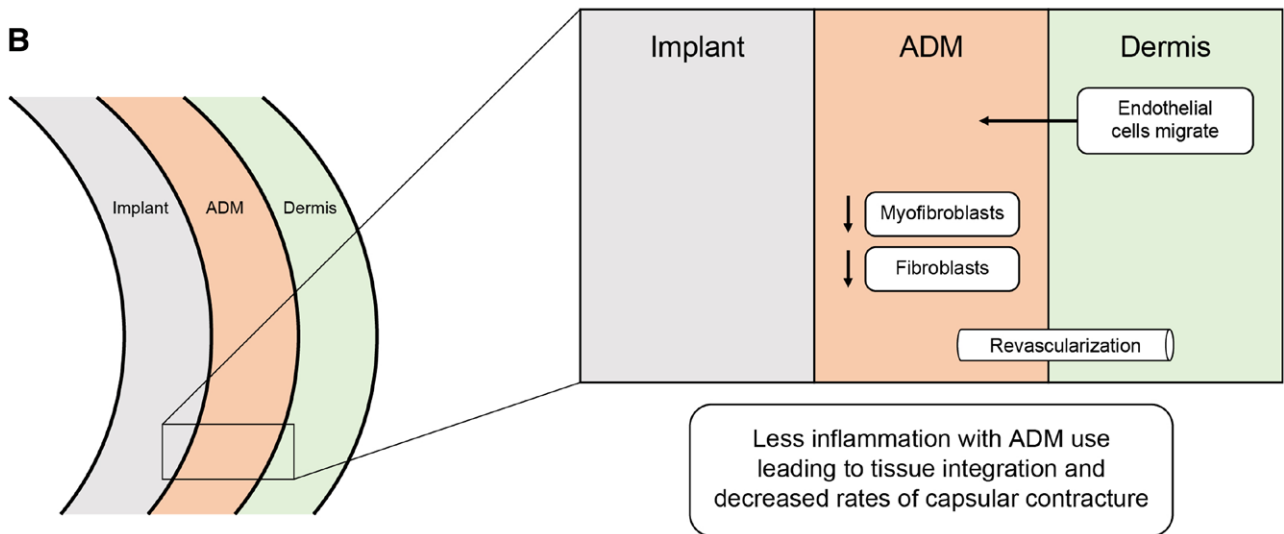 B
Implant
ADM
Dermis
Implant
ADM
Dermis
Endothelial
cells migrate
Myofibroblasts
Fibroblasts
Revascularization
Less inflammation with ADM use
leading to tissue integration and
decreased rates of capsular contracture